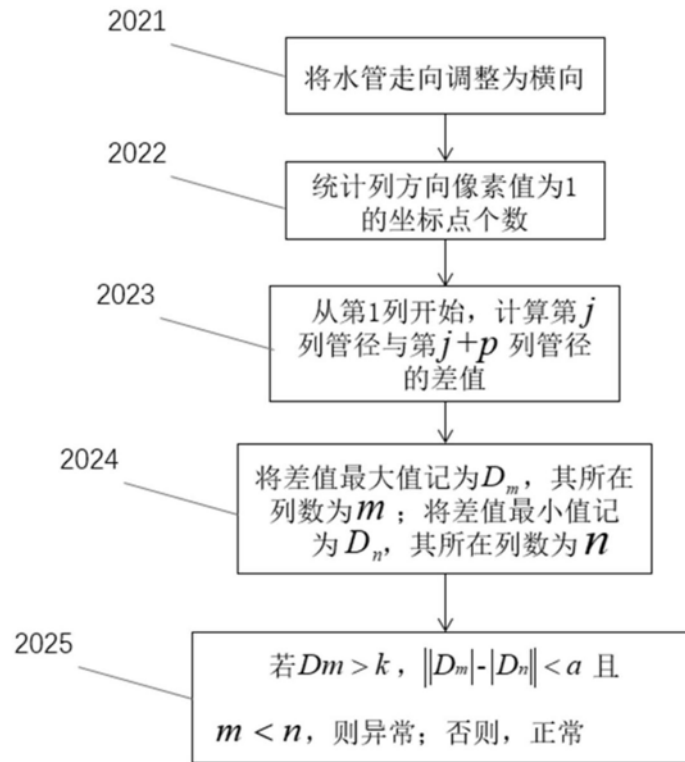 2021
将水管走向调整为横向
2022
统计列方向像素值为1
的坐标点个数
2023
从第1列开始，计算第j
列管径与第j+p 列管径
的差值
2024
将差值最大值记为Dₘ，其所在
列数为m；将差值最小值记
为Dₙ，其所在列数为n
2025
若Dm > k，||Dₘ|-|Dₙ|| < a 且
m < n，则异常；否则，正常